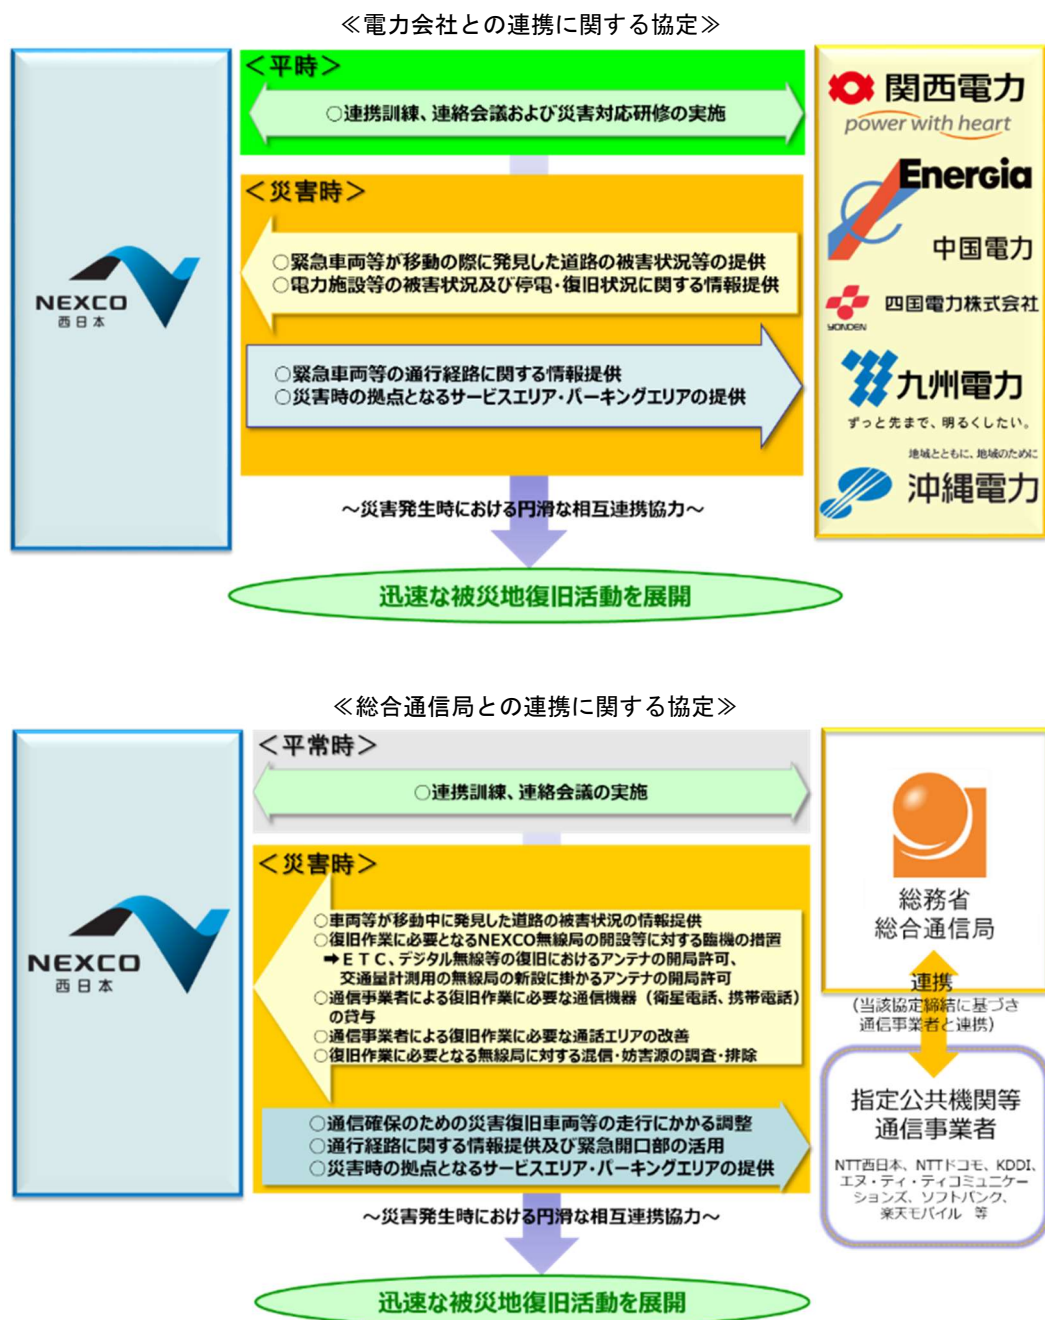 ≪電力会社との連携に関する協定≫
＜平時＞
○連携訓練、連絡会議および災害対応研修の実施
＜災害時＞
○緊急車両等が移動の際に発見した道路の被害状況等の提供
○電力施設等の被害状況及び停電・復旧状況に関する情報提供
○緊急車両等の通行経路に関する情報提供
○災害時の拠点となるサービスエリア・パーキングエリアの提供
NEXCO
西日本
関西電力
power with heart
Energia
中国電力
YONDEN
四国電力株式会社
九州電力
ずっと先まで、明るくしたい。
地域とともに、地域のために
沖縄電力
～災害発生時における円滑な相互連携協力～
迅速な被災地復旧活動を展開
≪総合通信局との連携に関する協定≫
＜平常時＞
○連携訓練、連絡会議の実施
＜災害時＞
○車両等が移動中に発見した道路の被害状況の情報提供
○復旧作業に必要となるNEXCO無線局の開設等に対する臨機の措置
➡ＥＴＣ、デジタル無線等の復旧におけるアンテナの開局許可、
交通量計測用の無線局の新設に掛かるアンテナの開局許可
○通信事業者による復旧作業に必要な通信機器（衛星電話、携帯電話）
の貸与
○通信事業者による復旧作業に必要な通話エリアの改善
○復旧作業に必要となる無線局に対する混信・妨害源の調査・排除
○通信確保のための災害復旧車両等の走行にかかる調整
○通行経路に関する情報提供及び緊急開口部の活用
○災害時の拠点となるサービスエリア・パーキングエリアの提供
NEXCO
西日本
総務省
総合通信局
連携
（当該協定締結に基づき
通信事業者と連携）
指定公共機関等
通信事業者
NTT西日本、NTTドコモ、KDDI、
エヌ・ティ・ティコミュニケー
ションズ、ソフトバンク、
楽天モバイル　等
～災害発生時における円滑な相互連携協力～
迅速な被災地復旧活動を展開